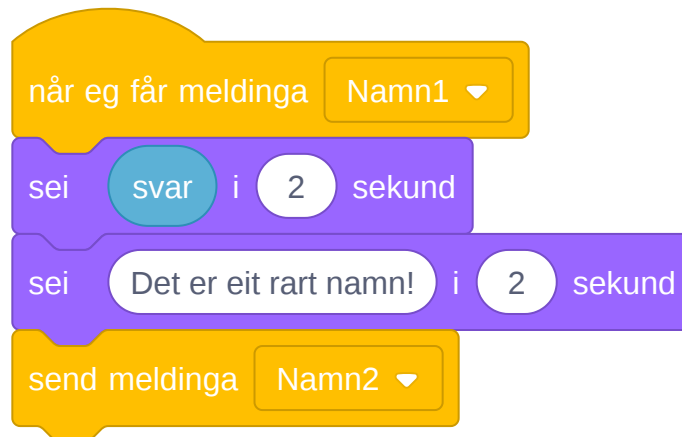 når eg får meldinga Namn1
sei svar i 2 sekund
sei Det er eit rart namn! i 2 sekund
send meldinga Namn2